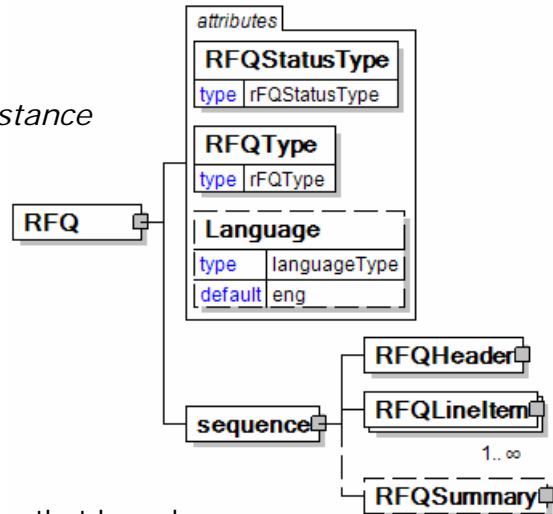 attributes
RFQStatusType
type rFQStatusType
stance
RFQType
type rFQType
RFQ
Language
type languageType
default eng
RFQHeader
sequence
RFQLineItem
1..∞
RFQSummary